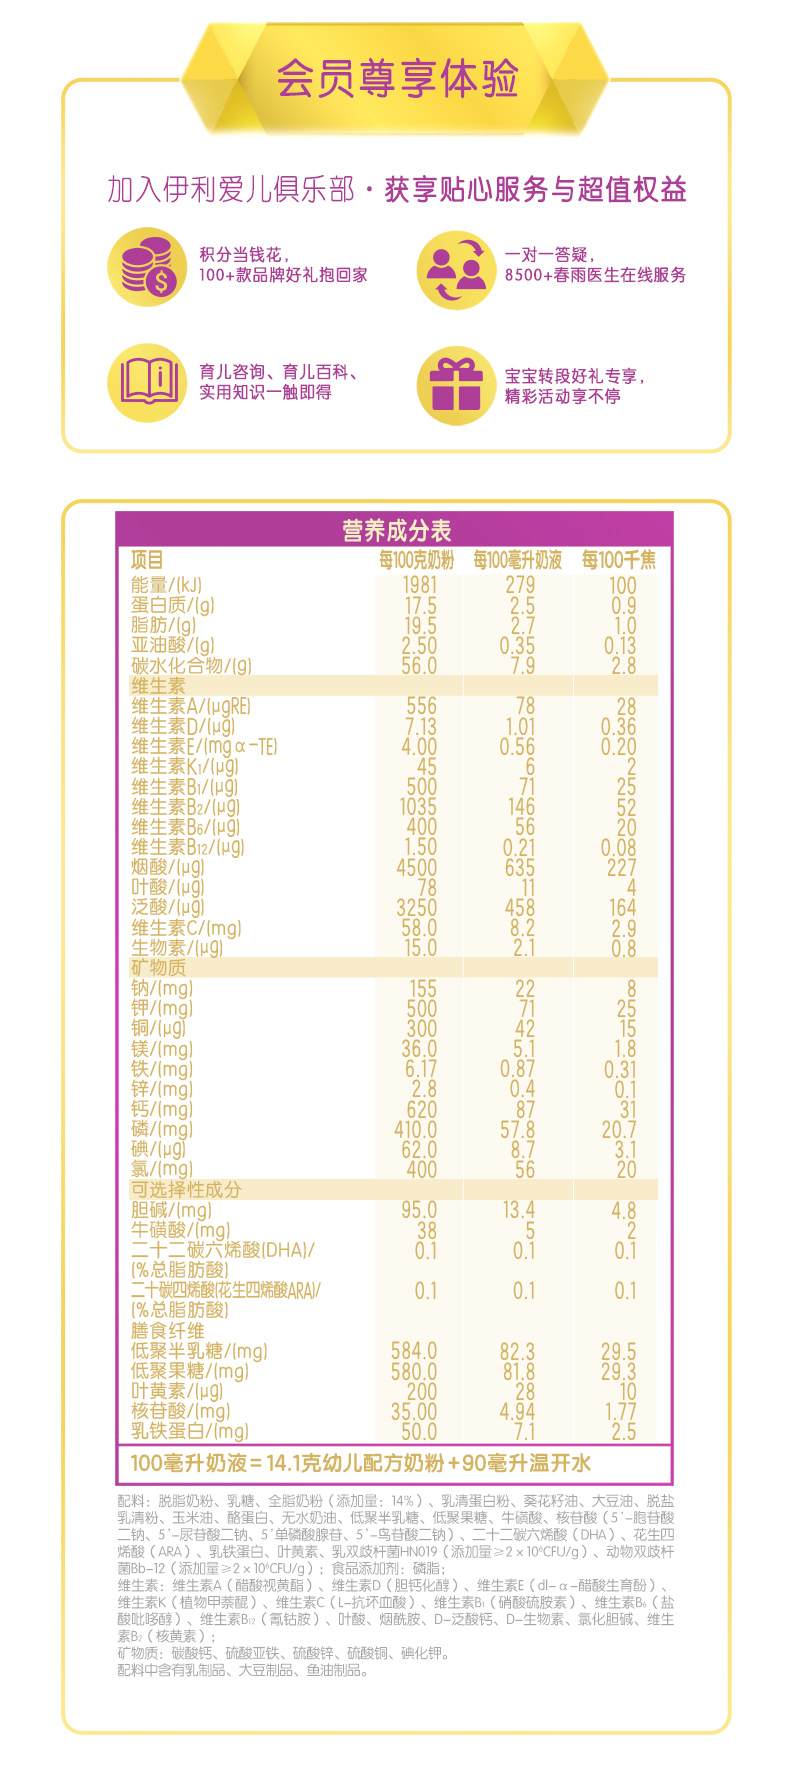 会员尊享体验
加入伊利爱儿俱乐部·获享贴心服务与超值权益
积分当钱花，
100+款品牌好礼抱回家
一对一答疑，
8500+春雨医生在线服务
育儿咨询、育儿百科、
实用知识一触即得
宝宝转段好礼专享，
精彩活动享不停
营养成分表
项目 每100克奶粉 每100毫升奶液 每100千焦
能量/(kJ) 1981 279 100
蛋白质/(g) 17.5 2.5 0.9
脂肪/(g) 19.5 2.7 1.0
亚油酸/(g) 2.50 0.35 0.13
碳水化合物/(g) 56.0 7.9 2.8
维生素
维生素A/(μgRE) 556 78 28
维生素D/(μg) 7.13 1.01 0.36
维生素E/(mg α-TE) 4.00 0.56 0.20
维生素K₁/(μg) 45 6 2
维生素B₁/(μg) 500 71 25
维生素B₂/(μg) 1035 146 52
维生素B₆/(μg) 400 56 20
维生素B₁₂/(μg) 1.50 0.21 0.08
烟酸/(μg) 4500 635 227
叶酸/(μg) 78 11 4
泛酸/(μg) 3250 458 164
维生素C/(mg) 58.0 8.2 2.9
生物素/(μg) 15.0 2.1 0.8
矿物质
钠/(mg) 155 22 8
钾/(mg) 500 71 25
铜/(μg) 300 42 15
镁/(mg) 36.0 5.1 1.8
铁/(mg) 6.17 0.87 0.31
锌/(mg) 2.8 0.4 0.1
钙/(mg) 620 87 31
磷/(mg) 410.0 57.8 20.7
碘/(μg) 62.0 8.7 3.1
氯/(mg) 400 56 20
可选择性成分
胆碱/(mg) 95.0 13.4 4.8
牛磺酸/(mg) 38 5 2
二十二碳六烯酸(DHA)/ 0.1 0.1 0.1
(%总脂肪酸)
二十碳四烯酸(花生四烯酸ARA)/ 0.1 0.1 0.1
(%总脂肪酸)
膳食纤维
低聚半乳糖/(mg) 584.0 82.3 29.5
低聚果糖/(mg) 580.0 81.8 29.3
叶黄素/(μg) 200 28 10
核苷酸/(mg) 35.00 4.94 1.77
乳铁蛋白/(mg) 50.0 7.1 2.5
100毫升奶液=14.1克幼儿配方奶粉+90毫升温开水
配料：脱脂奶粉、乳糖、全脂奶粉（添加量：14%）、乳清蛋白粉、葵花籽油、大豆油、脱盐
乳清粉、玉米油、酪蛋白、无水奶油、低聚半乳糖、低聚果糖、牛磺酸、核苷酸（5'-胞苷酸
二钠、5'-尿苷酸二钠、5'单磷酸腺苷、5'-鸟苷酸二钠）、二十二碳六烯酸（DHA）、花生四
烯酸（ARA）、乳铁蛋白、叶黄素、乳双歧杆菌HN019（添加量≥2×10⁶CFU/g）、动物双歧杆
菌Bb-12（添加量≥2×10⁶CFU/g）；食品添加剂：磷脂；
维生素：维生素A（醋酸视黄酯）、维生素D（胆钙化醇）、维生素E（dl-α-醋酸生育酚）、
维生素K（植物甲萘醌）、维生素C（L-抗坏血酸）、维生素B₁（硝酸硫胺素）、维生素B₆（盐
酸吡哆醇）、维生素B₁₂（氰钴胺）、叶酸、烟酰胺、D-泛酸钙、D-生物素、氯化胆碱、维生
素B₂（核黄素）；
矿物质：碳酸钙、硫酸亚铁、硫酸锌、硫酸铜、碘化钾。
配料中含有乳制品、大豆制品、鱼油制品。